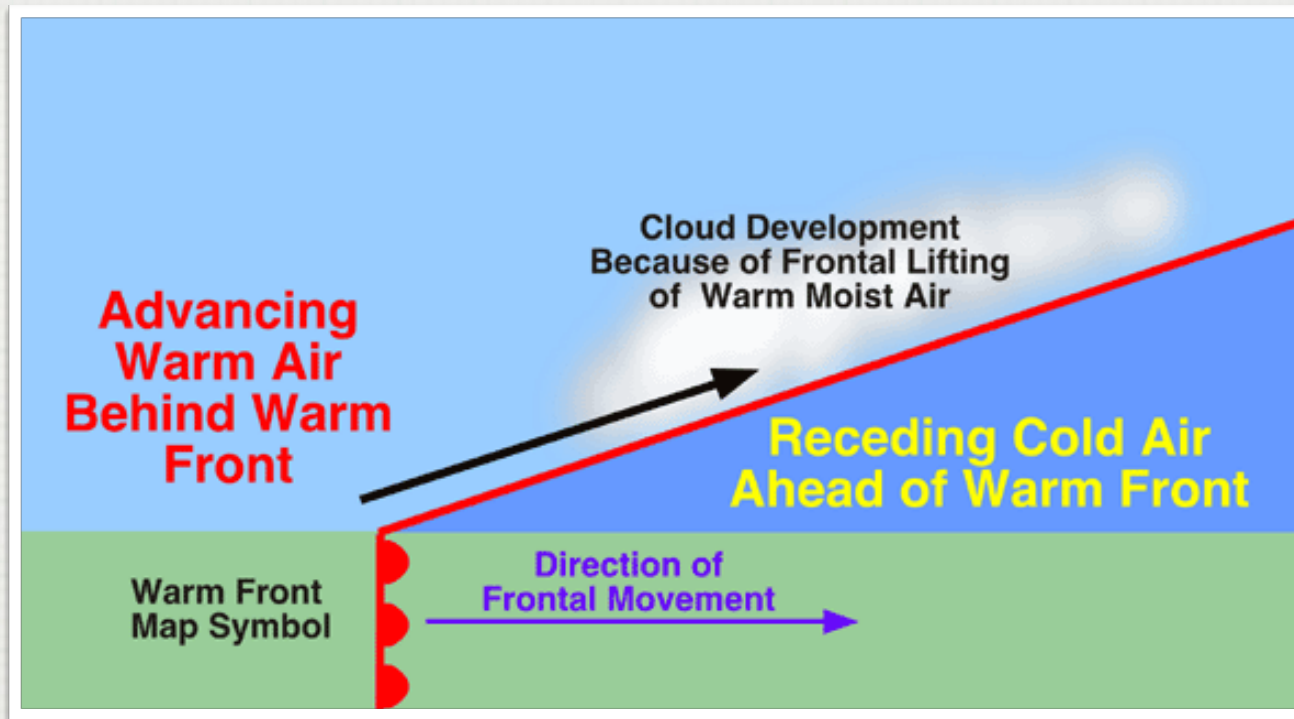 Cloud Development
Because of Frontal Lifting
of Warm Moist Air
Advancing
Warm Air
Behind Warm
Front
Receding Cold Air
Ahead of Warm Front
Direction of
Frontal Movement
Warm Front
Map Symbol